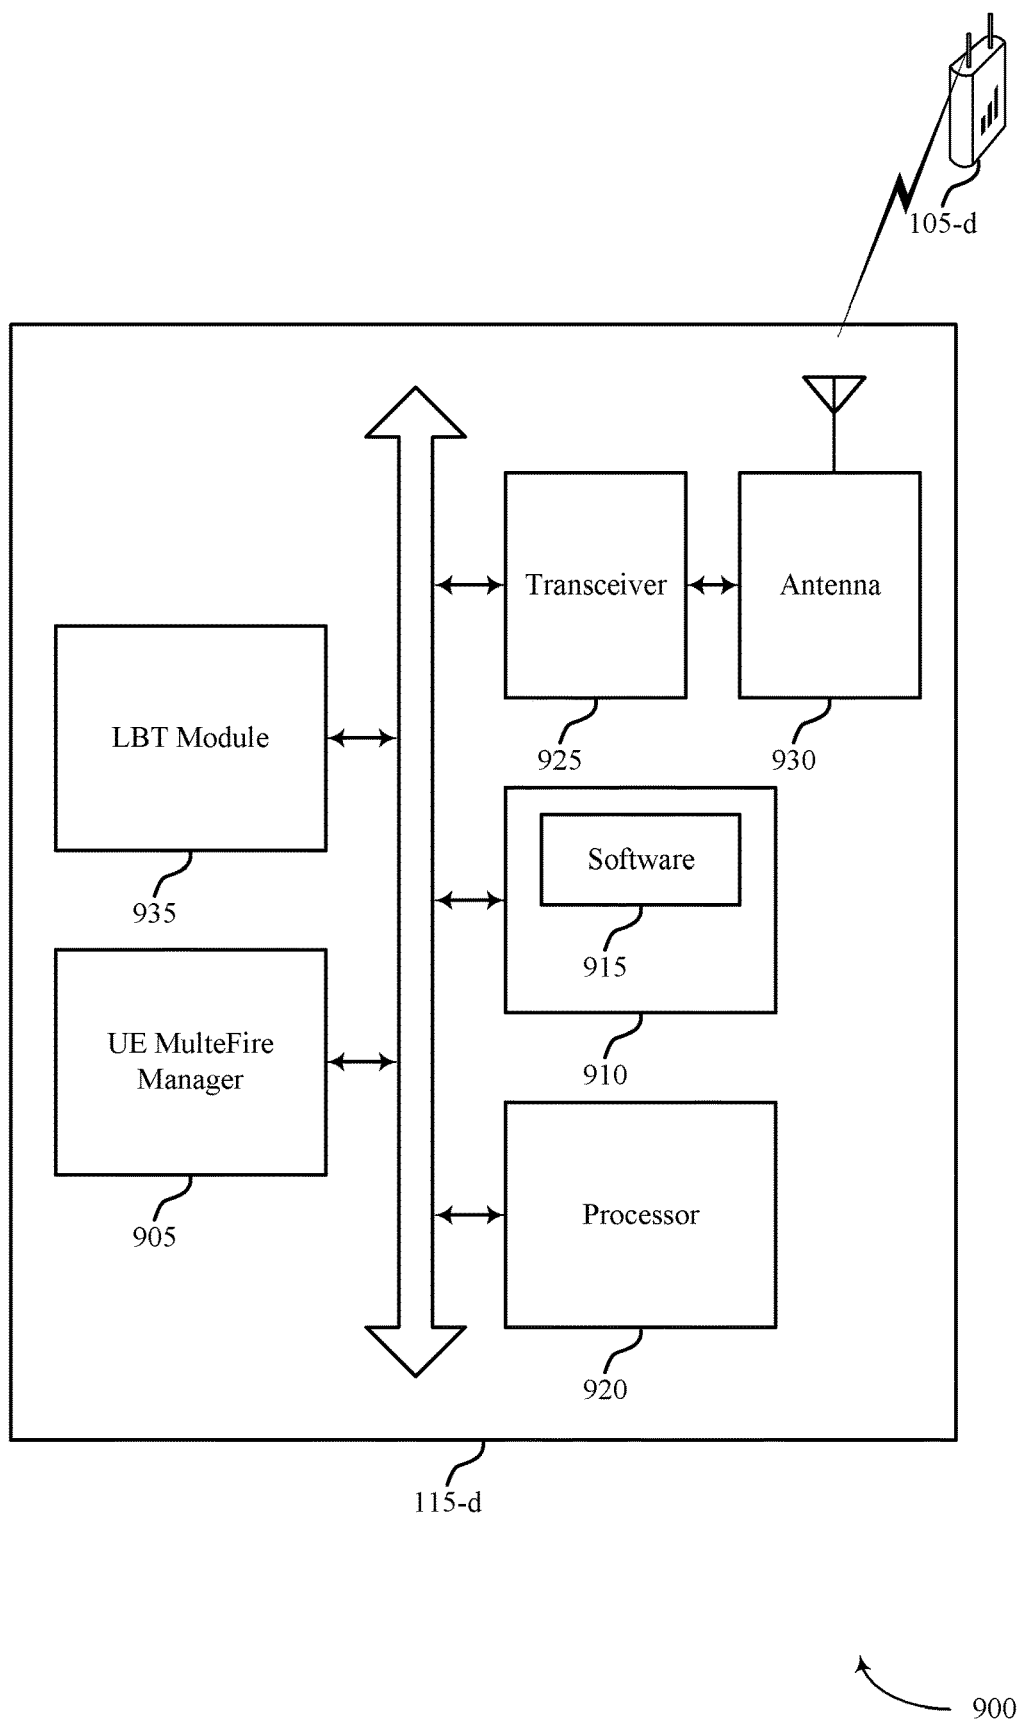 105-d
Transceiver
Antenna
925
930
LBT Module
935
Software
915
910
UE MulteFire
Manager
905
Processor
920
115-d
900